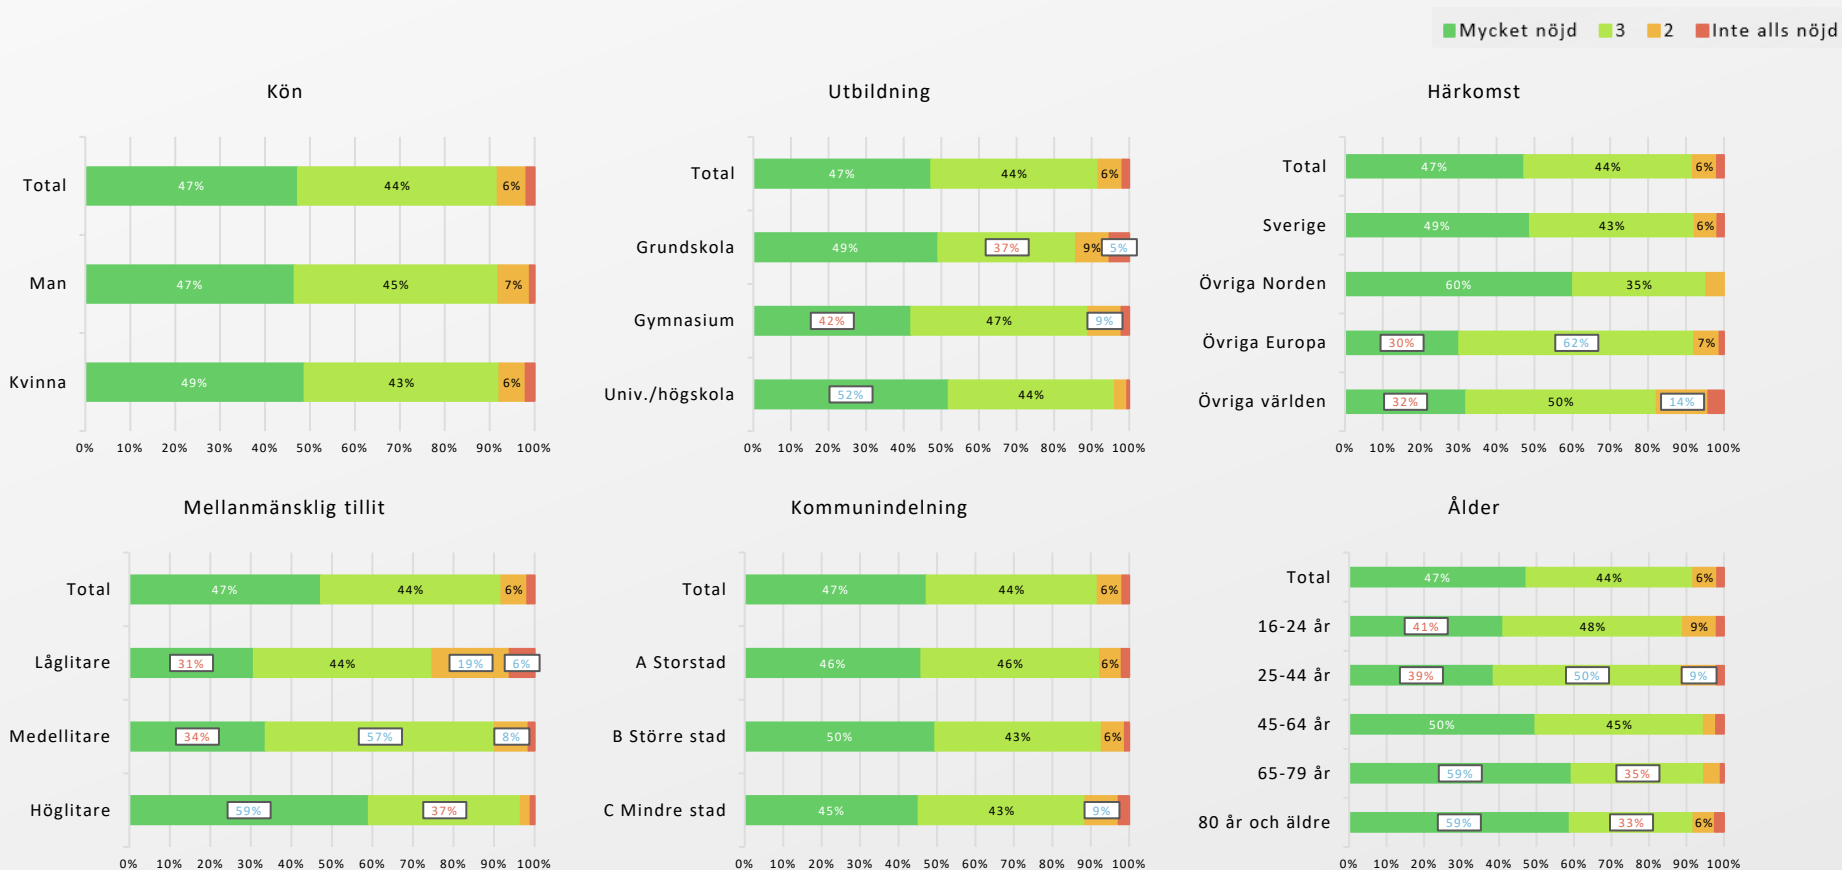 Mycket nöjd 3 2 Inte alls nöjd
Kön
Total 47% 44% 6%
Man 47% 45% 7%
Kvinna 49% 43% 6%
0% 10% 20% 30% 40% 50% 60% 70% 80% 90% 100%
Utbildning
Total 47% 44% 6%
Grundskola 49% 37% 9% 5%
Gymnasium 42% 47% 9%
Univ./högskola 52% 44%
0% 10% 20% 30% 40% 50% 60% 70% 80% 90% 100%
Härkomst
Total 47% 44% 6%
Sverige 49% 43% 6%
Övriga Norden 60% 35%
Övriga Europa 30% 62% 7%
Övriga världen 32% 50% 14%
0% 10% 20% 30% 40% 50% 60% 70% 80% 90% 100%
Mellanmänsklig tillit
Total 47% 44% 6%
Låglitare 31% 44% 19% 6%
Medellitare 34% 57% 8%
Höglitare 59% 37%
0% 10% 20% 30% 40% 50% 60% 70% 80% 90% 100%
Kommunindelning
Total 47% 44% 6%
A Storstad 46% 46% 6%
B Större stad 50% 43% 6%
C Mindre stad 45% 43% 9%
0% 10% 20% 30% 40% 50% 60% 70% 80% 90% 100%
Ålder
Total 47% 44% 6%
16-24 år 41% 48% 9%
25-44 år 39% 50% 9%
45-64 år 50% 45%
65-79 år 59% 35%
80 år och äldre 59% 33% 6%
0% 10% 20% 30% 40% 50% 60% 70% 80% 90% 100%